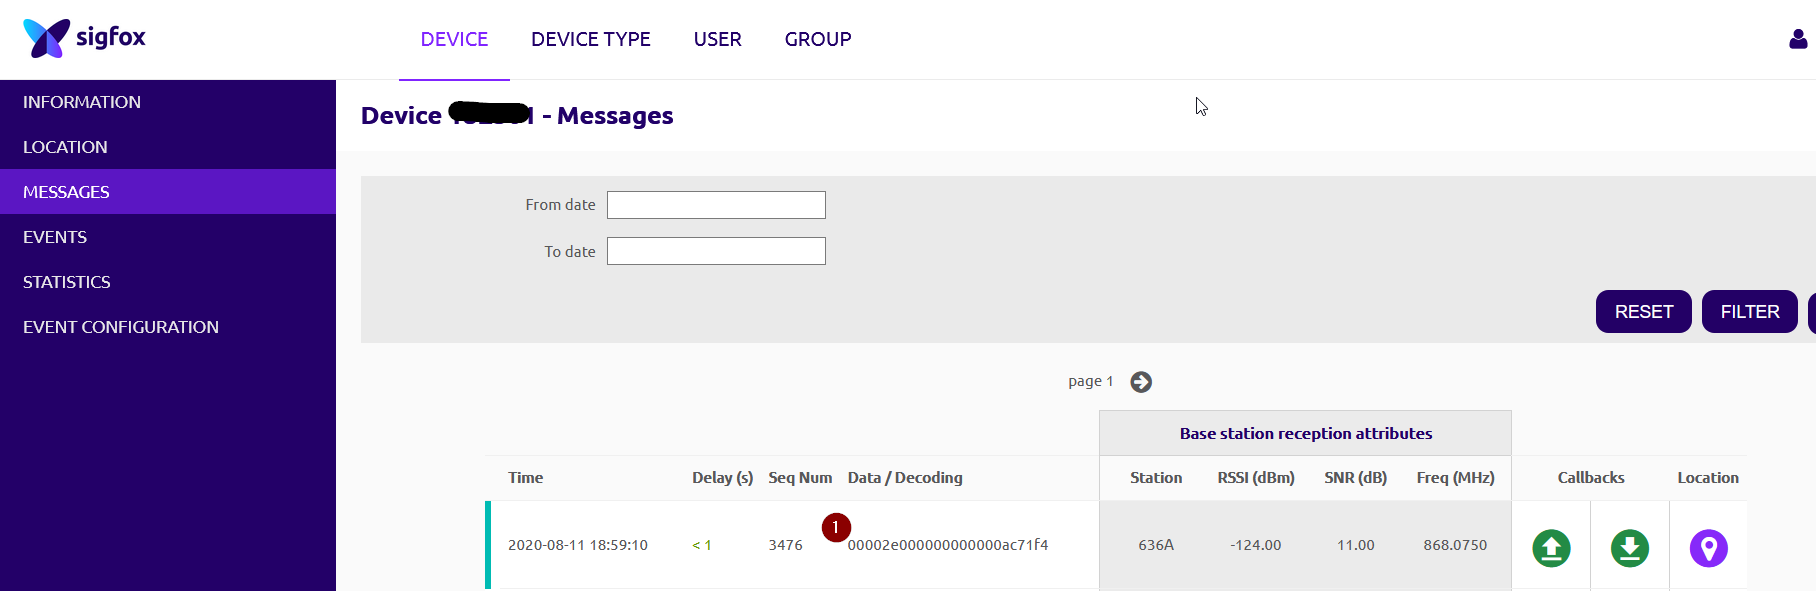 sigfox
DEVICE DEVICE TYPE USER GROUP
INFORMATION
LOCATION
MESSAGES
EVENTS
STATISTICS
EVENT CONFIGURATION
Device - Messages
From date
To date
RESET FILTER
page 1
Base station reception attributes
Time Delay (s) Seq Num Data / Decoding Station RSSI (dBm) SNR (dB) Freq (MHz) Callbacks Location
1
2020-08-11 18:59:10 < 1 3476 00002e000000000000ac71f4 636A -124.00 11.00 868.0750